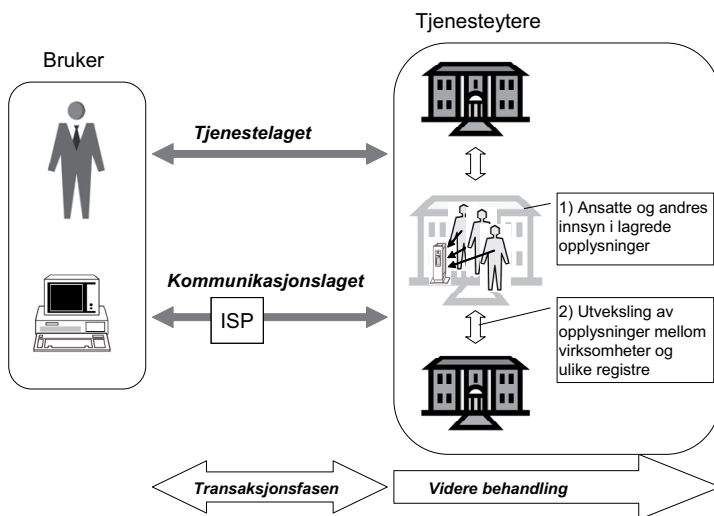 Tjenesteytere
Bruker
Tjenestelaget
1) Ansatte og andres
innsyn i lagrede
opplysninger
Kommunikasjonslaget
ISP
2) Utveksling av
opplysninger mellom
virksomheter og
ulike registre
Transaksjonsfasen
Videre behandling